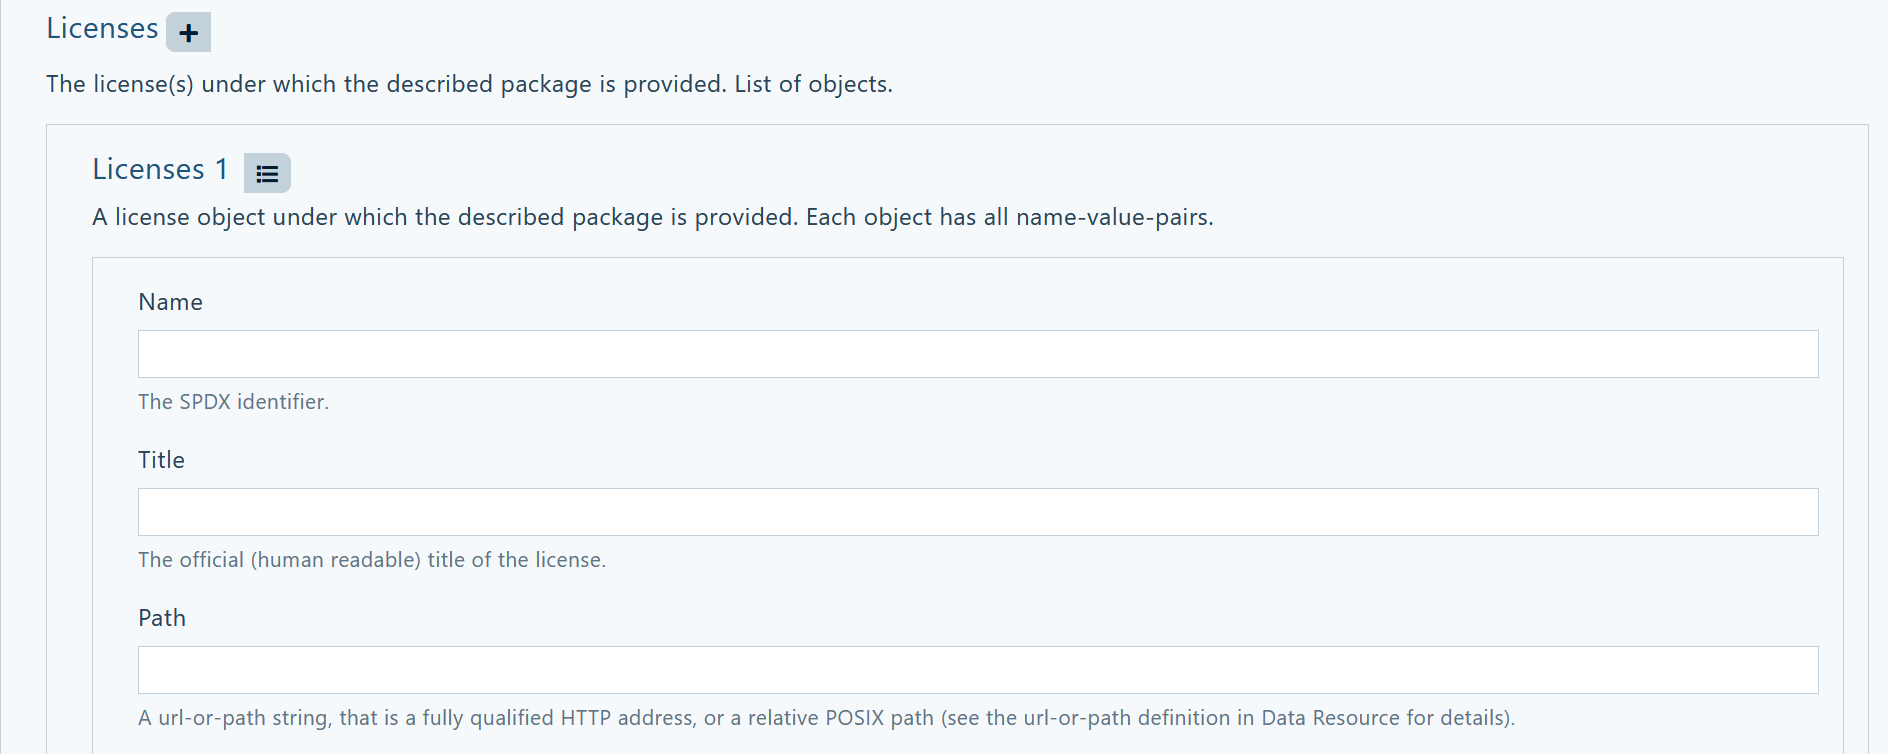 Licenses
The license(s) under which the described package is provided. List of objects.
Licenses 1
A license object under which the described package is provided. Each object has all name-value-pairs.
Name
The SPDX identifier.
Title
The official (human readable) title of the license.
Path
A url-or-path string, that is a fully qualified HTTP address, or a relative POSIX path (see the url-or-path definition in Data Resource for details).